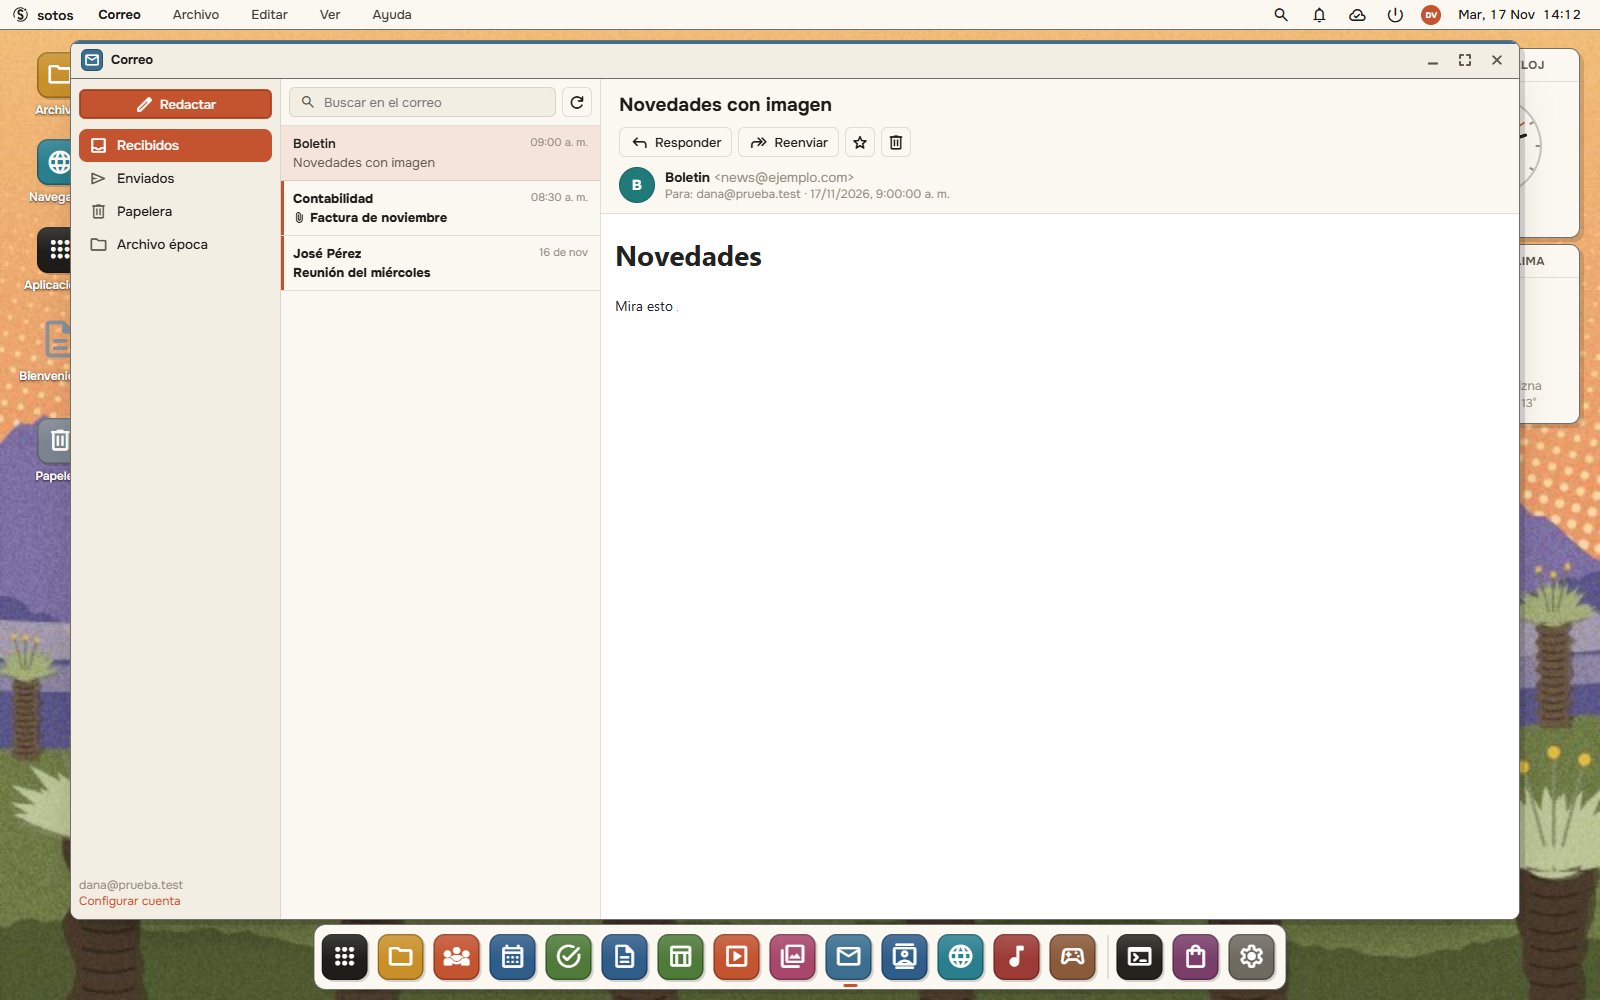 sotos Correo Archivo Editar Ver Ayuda DV Mar, 17 Nov 14:12
Correo
Redactar
Recibidos
Enviados
Papelera
Archivo época
dana@prueba.test
Configurar cuenta
Buscar en el correo
Boletin 09:00 a. m.
Novedades con imagen
Contabilidad 08:30 a. m.
Factura de noviembre
José Pérez 16 de nov
Reunión del miércoles
Novedades con imagen
Responder Reenviar
B
Boletin <news@ejemplo.com>
Para: dana@prueba.test · 17/11/2026, 9:00:00 a. m.
Novedades
Mira esto
13°